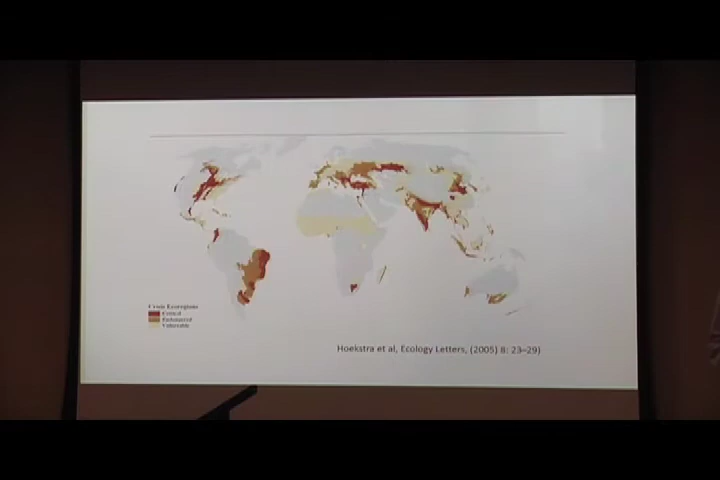 Crisis Ecoregions
Critical
Endangered
Vulnerable
Hoekstra et al, Ecology Letters, (2005) 8: 23–29)